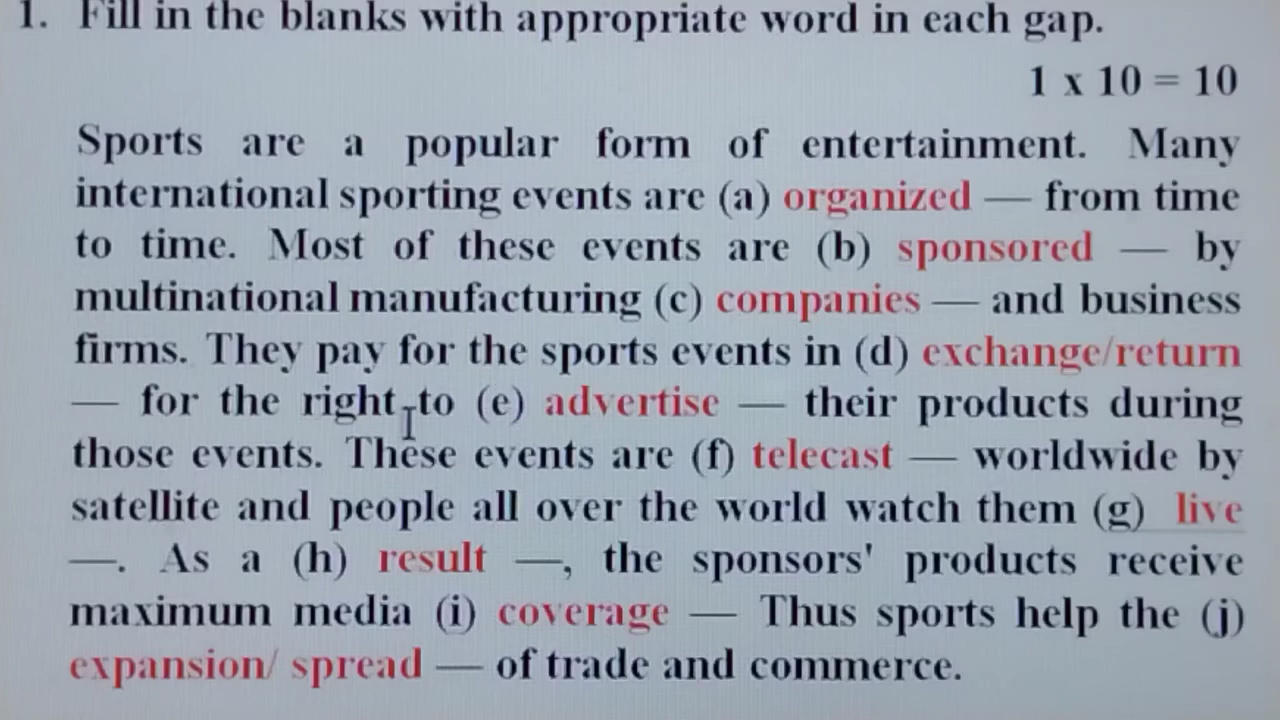 1. Fill in the blanks with appropriate word in each gap.
1 x 10 = 10
Sports are a popular form of entertainment. Many
international sporting events are (a) organized — from time
to time. Most of these events are (b) sponsored — by
multinational manufacturing (c) companies — and business
firms. They pay for the sports events in (d) exchange/return
— for the right to (e) advertise — their products during
those events. These events are (f) telecast — worldwide by
satellite and people all over the world watch them (g) live
—. As a (h) result —, the sponsors' products receive
maximum media (i) coverage — Thus sports help the (j)
expansion/ spread — of trade and commerce.